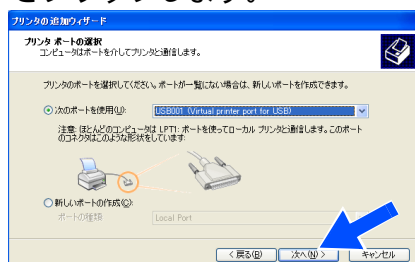 をクリックします。
プリンタの追加ウィザード
プリンタ ポートの選択
コンピュータはポートを介してプリンタと通信します。
プリンタのポートを選択してください。ポートが一覧にない場合は、新しいポートを作成できます。
次のポートを使用(U):
USB001 (Virtual printer port for USB)
注意: ほとんどのコンピュータは LPT1: ポートを使ってローカル プリンタと通信します。このポート
のコネクタはこのような形状をしています:
新しいポートの作成(C):
ポートの種類
Local Port
< 戻る(B)
次へ(N) >
キャンセル